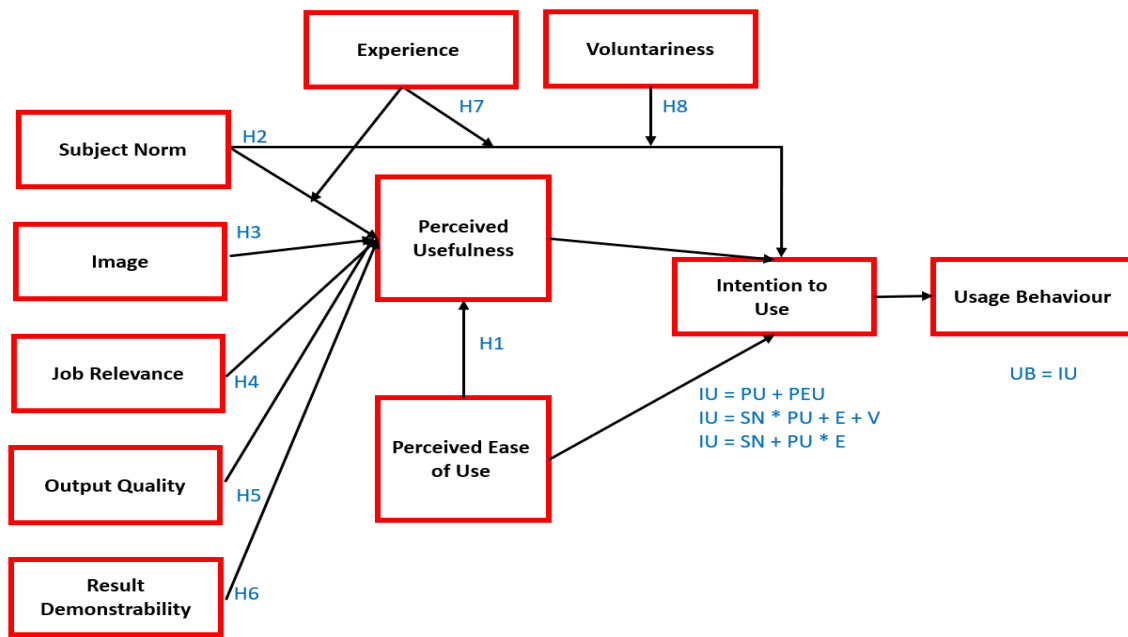 Experience
Voluntariness
H7
H8
Subject Norm
H2
Perceived
Usefulness
Image
H3
Intention to
Use
Usage Behaviour
H1
Job Relevance
H4
UB = IU
IU = PU + PEU
IU = SN * PU + E + V
IU = SN + PU * E
Perceived Ease
of Use
Output Quality
H5
Result
Demonstrability
H6